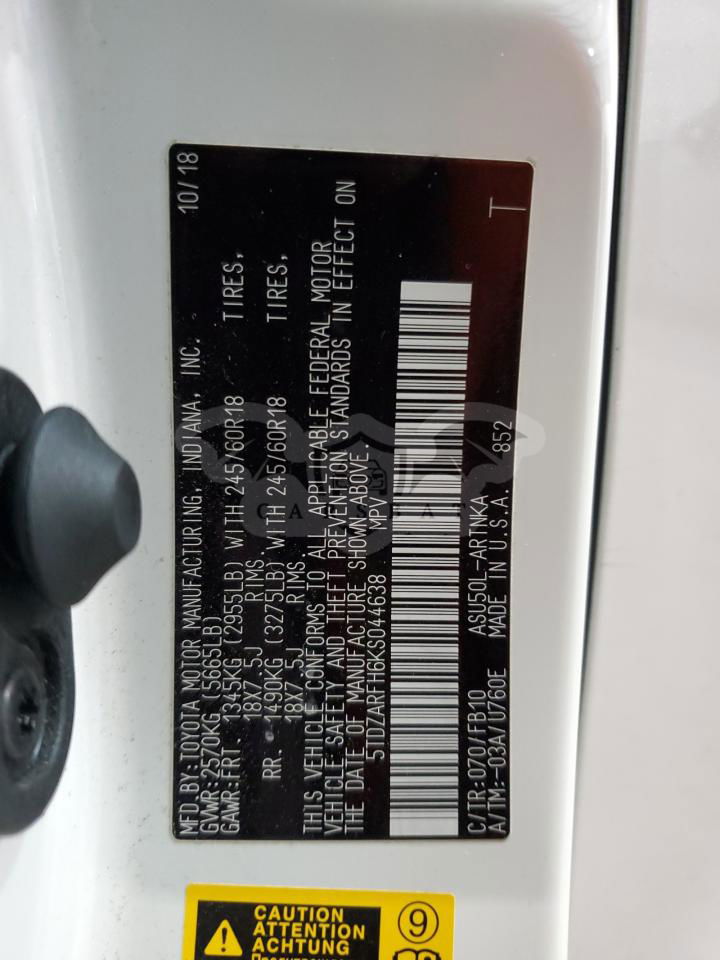 MFD.BY:TOYOTA MOTOR MANUFACTURING, INDIANA, INC. 10/18
GVWR:2570KG(5665LB)
GAWR:FRT. 1345KG(2955LB) WITH 245/60R18 TIRES,
18X7.5J RIMS.
RR. 1490KG(3275LB) WITH 245/60R18 TIRES,
18X7.5J RIMS.
THIS VEHICLE CONFORMS TO ALL APPLICABLE FEDERAL MOTOR
VEHICLE SAFETY AND THEFT PREVENTION STANDARDS IN EFFECT ON
THE DATE OF MANUFACTURE SHOWN ABOVE.
5TDZARFH6KS044638 MPV
C/TR:070/FB10 ASU50L-ARTNKA
A/TM:-03A/U760E MADE IN U.S.A. 852 T
CAUTION
ATTENTION
ACHTUNG
9